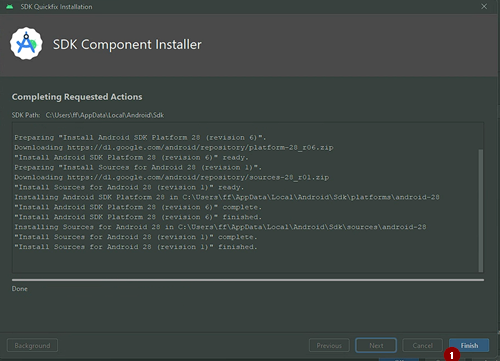 SDK Quickfix Installation
SDK Component Installer
Completing Requested Actions
SDK Path: C:\Users\ff\AppData\Local\Android\Sdk
Preparing "Install Android SDK Platform 28 (revision 6)".
Downloading https://dl.google.com/android/repository/platform-28_r06.zip
"Install Android SDK Platform 28 (revision 6)" ready.
Preparing "Install Sources for Android 28 (revision 1)".
Downloading https://dl.google.com/android/repository/sources-28_r01.zip
"Install Sources for Android 28 (revision 1)" ready.
Installing Android SDK Platform 28 in C:\Users\ff\AppData\Local\Android\Sdk\platforms\android-28
"Install Android SDK Platform 28 (revision 6)" complete.
"Install Android SDK Platform 28 (revision 6)" finished.
Installing Sources for Android 28 in C:\Users\ff\AppData\Local\Android\Sdk\sources\android-28
"Install Sources for Android 28 (revision 1)" complete.
"Install Sources for Android 28 (revision 1)" finished.
Done
Background Previous Next Cancel Finish
1